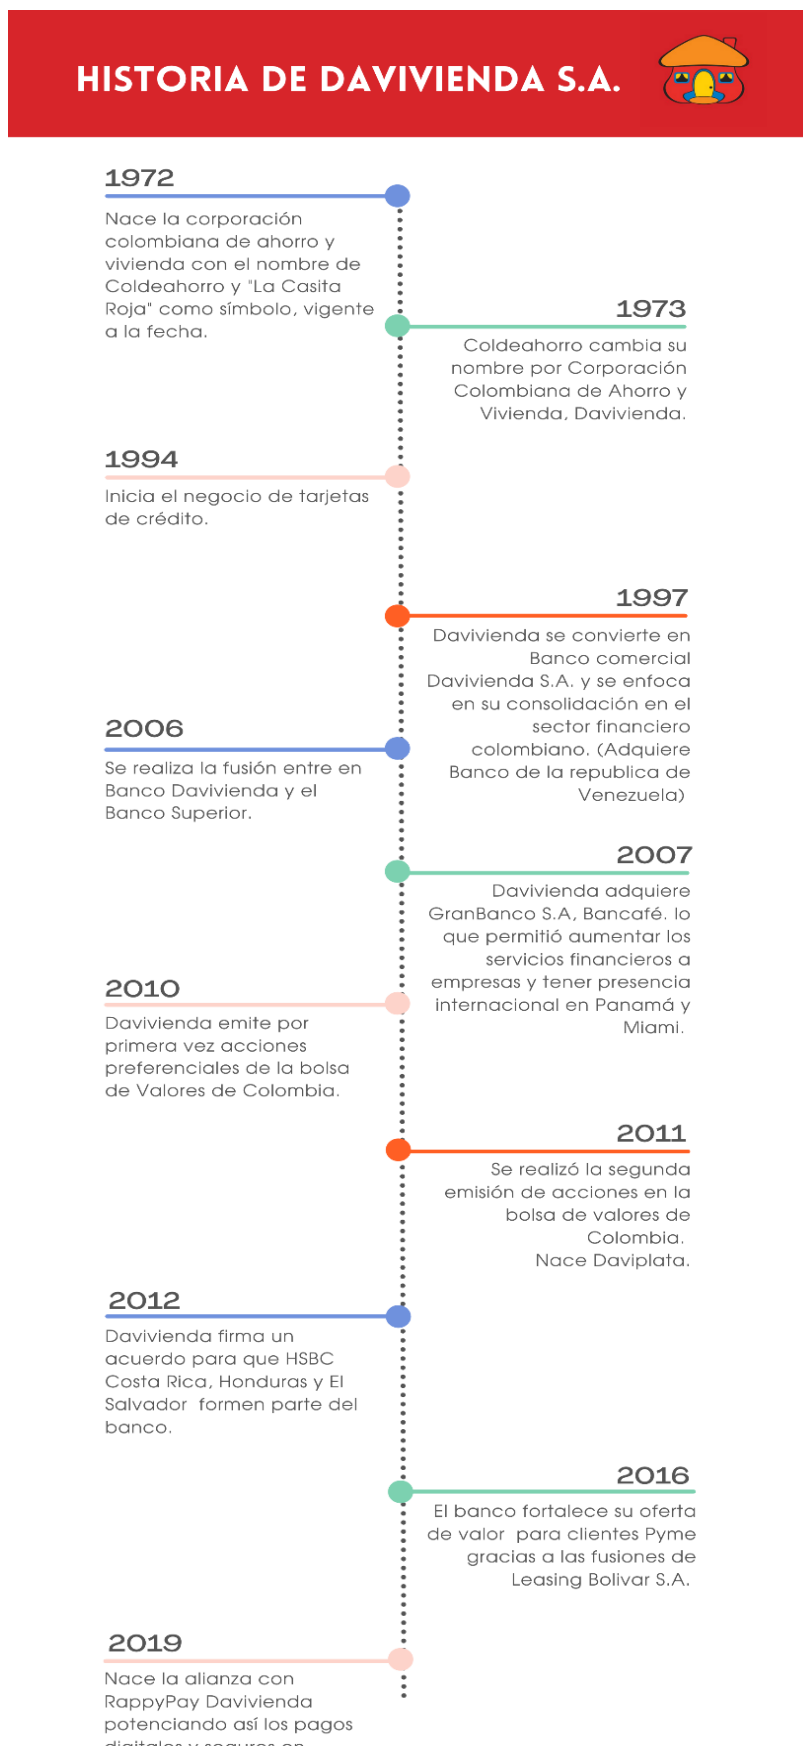 HISTORIA DE DAVIVIENDA S.A.
1972
Nace la corporación
colombiana de ahorro y
vivienda con el nombre de
Coldeahorro y "La Casita
Roja" como símbolo, vigente
a la fecha.
1973
Coldeahorro cambia su
nombre por Corporación
Colombiana de Ahorro y
Vivienda, Davivienda.
1994
Inicia el negocio de tarjetas
de crédito.
1997
Davivienda se convierte en
Banco comercial
Davivienda S.A. y se enfoca
en su consolidación en el
sector financiero
colombiano. (Adquiere
Banco de la republica de
Venezuela)
2006
Se realiza la fusión entre en
Banco Davivienda y el
Banco Superior.
2007
Davivienda adquiere
GranBanco S.A, Bancafé. lo
que permitió aumentar los
servicios financieros a
empresas y tener presencia
internacional en Panamá y
Miami.
2010
Davivienda emite por
primera vez acciones
preferenciales de la bolsa
de Valores de Colombia.
2011
Se realizó la segunda
emisión de acciones en la
bolsa de valores de
Colombia.
Nace Daviplata.
2012
Davivienda firma un
acuerdo para que HSBC
Costa Rica, Honduras y El
Salvador  formen parte del
banco.
2016
El banco fortalece su oferta
de valor  para clientes Pyme
gracias a las fusiones de
Leasing Bolivar S.A.
2019
Nace la alianza con
RappyPay Davivienda
potenciando así los pagos
digitales y seguros en